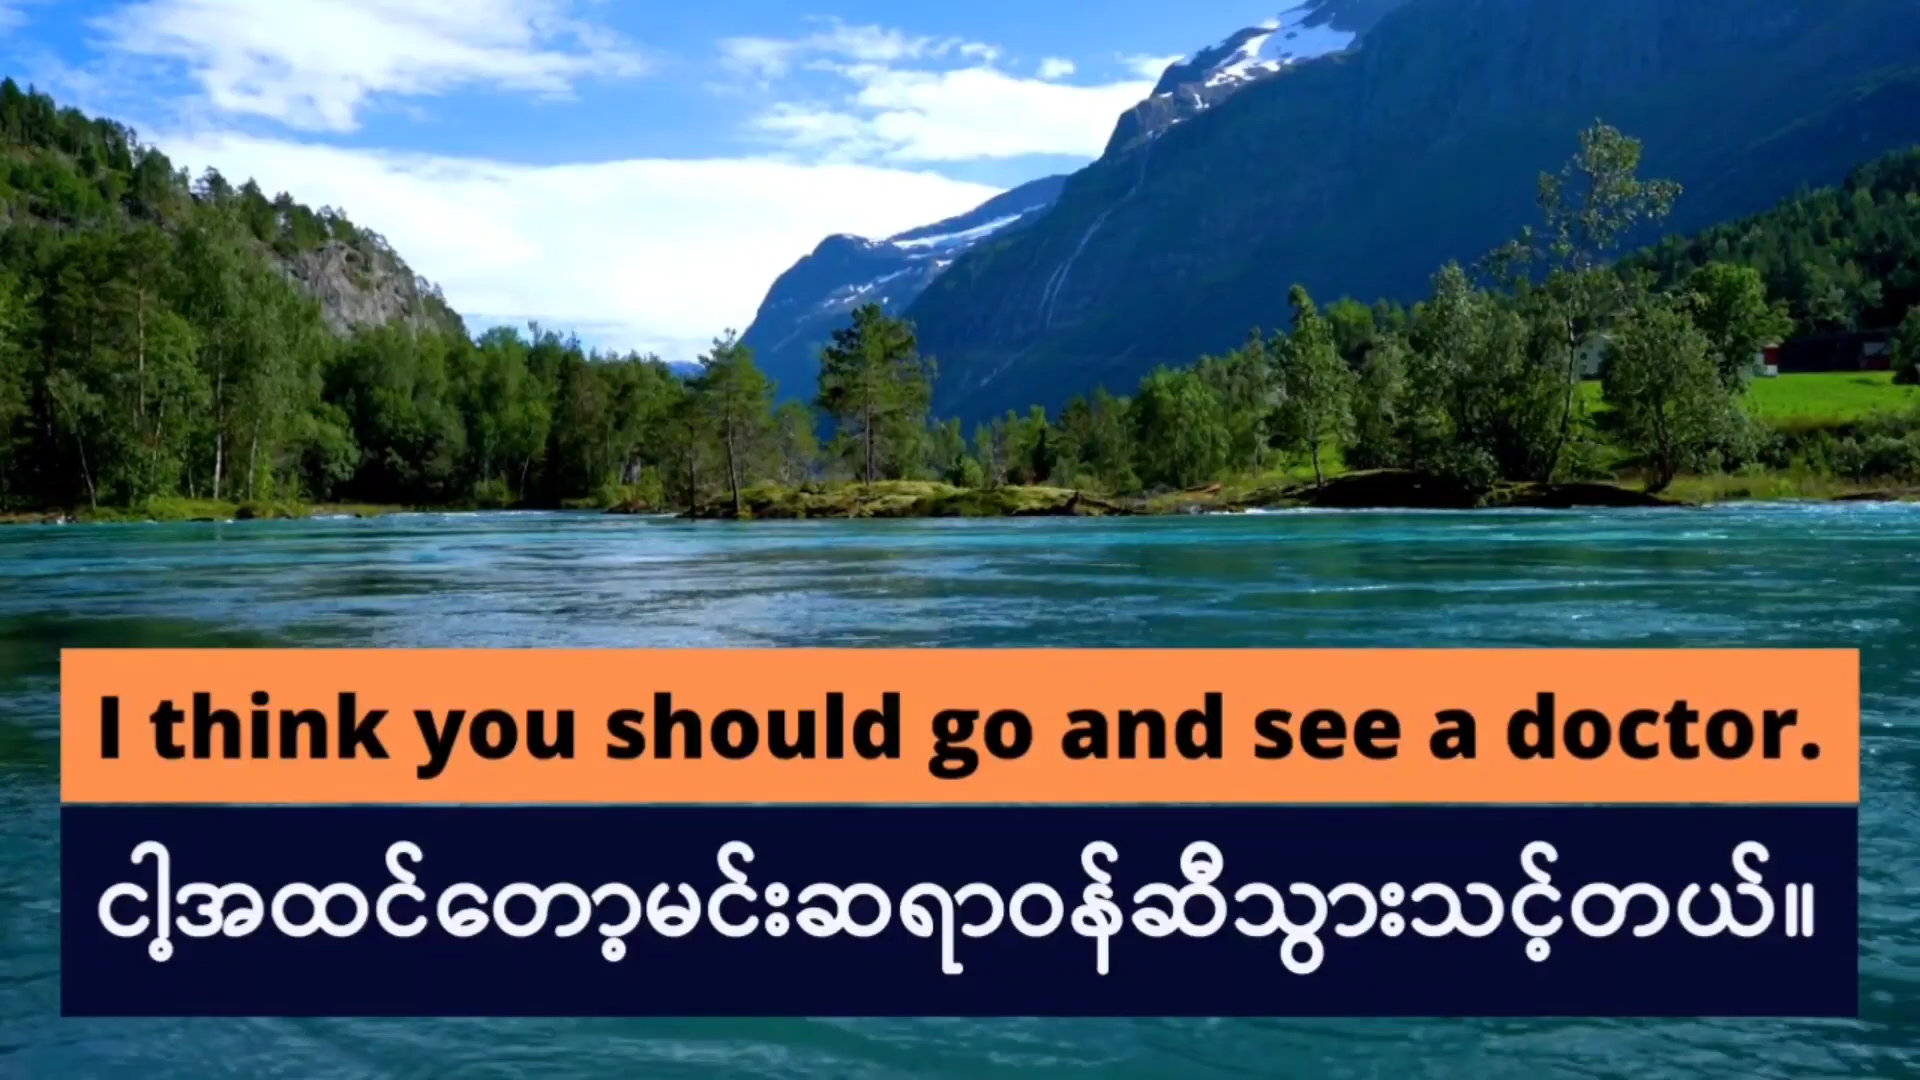 I think you should go and see a doctor.
ငါ့အထင်တော့မင်းဆရာဝန်ဆီသွားသင့်တယ်။